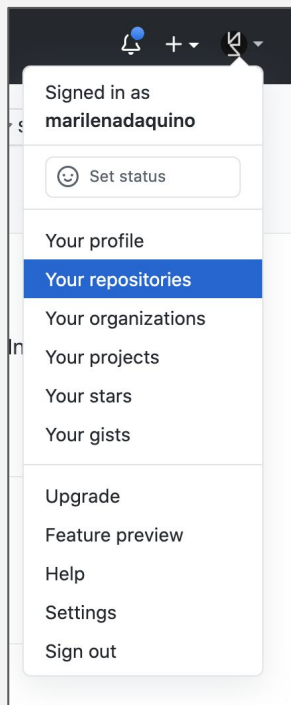 Signed in as
marilenadaquino
Set status
Your profile
Your repositories
In
Your organizations
Your projects
Your stars
Your gists
Upgrade
Feature preview
Help
Settings
Sign out